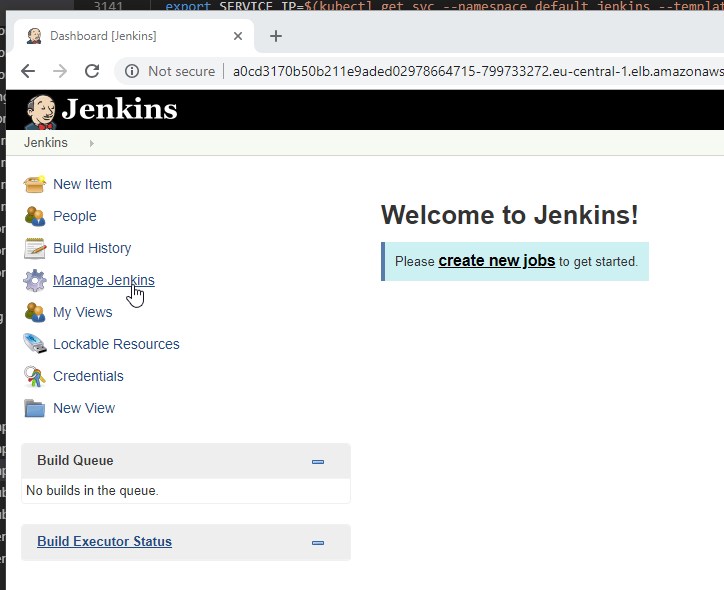 3141 export SERVICE_IP=$(kubectl get svc --namespace default jenkins --templat
Dashboard [Jenkins]
Not secure a0cd3170b50b211e9aded02978664715-799733272.eu-central-1.elb.amazonaws
Jenkins
Jenkins
New Item
People
Build History
Manage Jenkins
My Views
Lockable Resources
Credentials
New View
Welcome to Jenkins!
Please create new jobs to get started.
Build Queue
No builds in the queue.
Build Executor Status